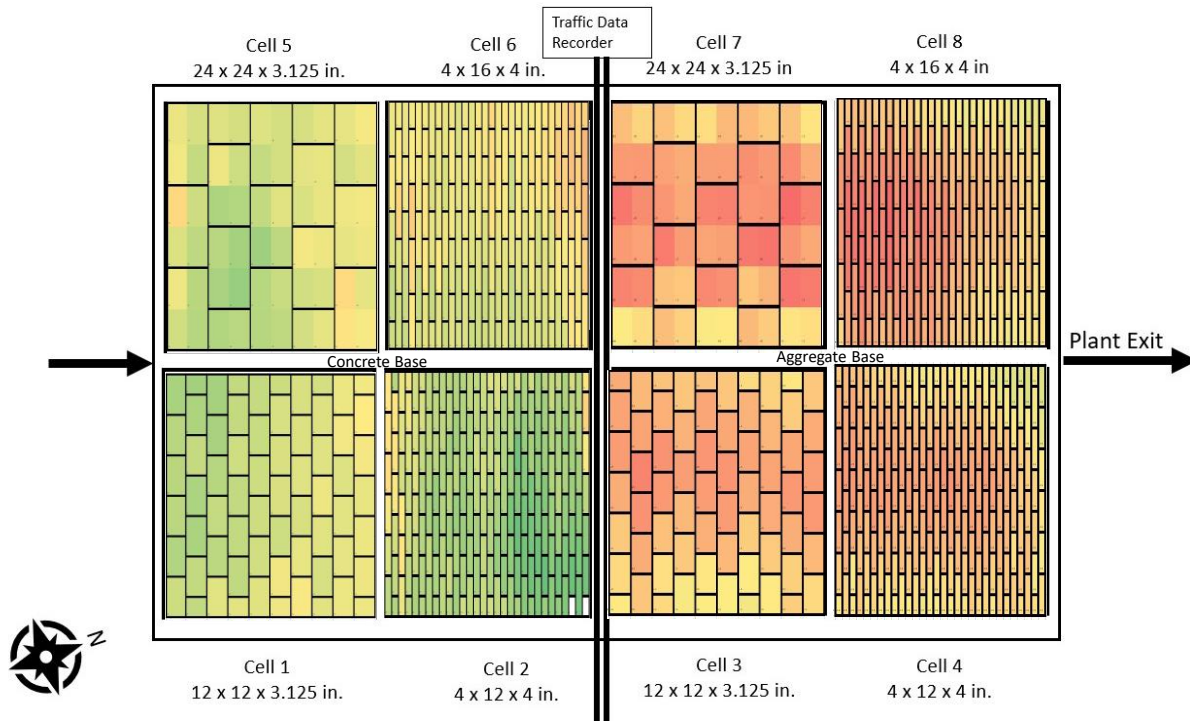 Traffic Data
Recorder
Cell 5
24 x 24 x 3.125 in.
Cell 6
4 x 16 x 4 in.
Cell 7
24 x 24 x 3.125 in
Cell 8
4 x 16 x 4 in
Concrete Base
Aggregate Base
Plant Exit
N
Cell 1
12 x 12 x 3.125 in.
Cell 2
4 x 12 x 4 in.
Cell 3
12 x 12 x 3.125 in.
Cell 4
4 x 12 x 4 in.